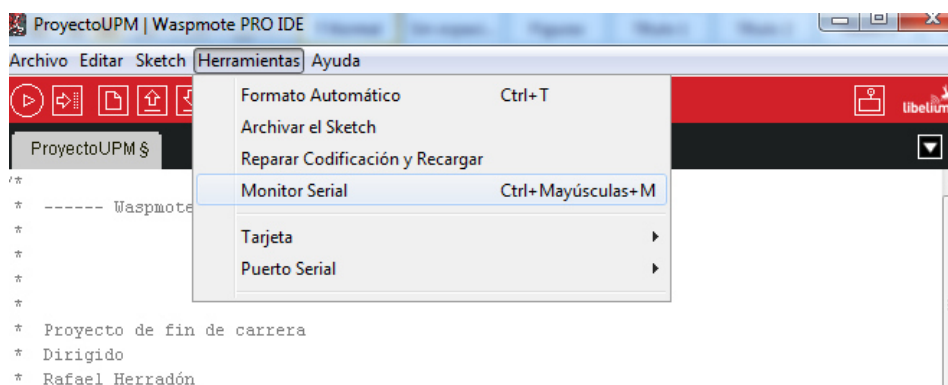 ProyectoUPM | Waspmote PRO IDE
Archivo Editar Sketch Herramientas Ayuda
Formato Automático Ctrl+T
libelium
Archivar el Sketch
ProyectoUPM §
Reparar Codificación y Recargar
/*
Monitor Serial Ctrl+Mayúsculas+M
* ------ Waspmote
*
Tarjeta
*
*
Puerto Serial
*
* Proyecto de fin de carrera
* Dirigido
* Rafael Herradón